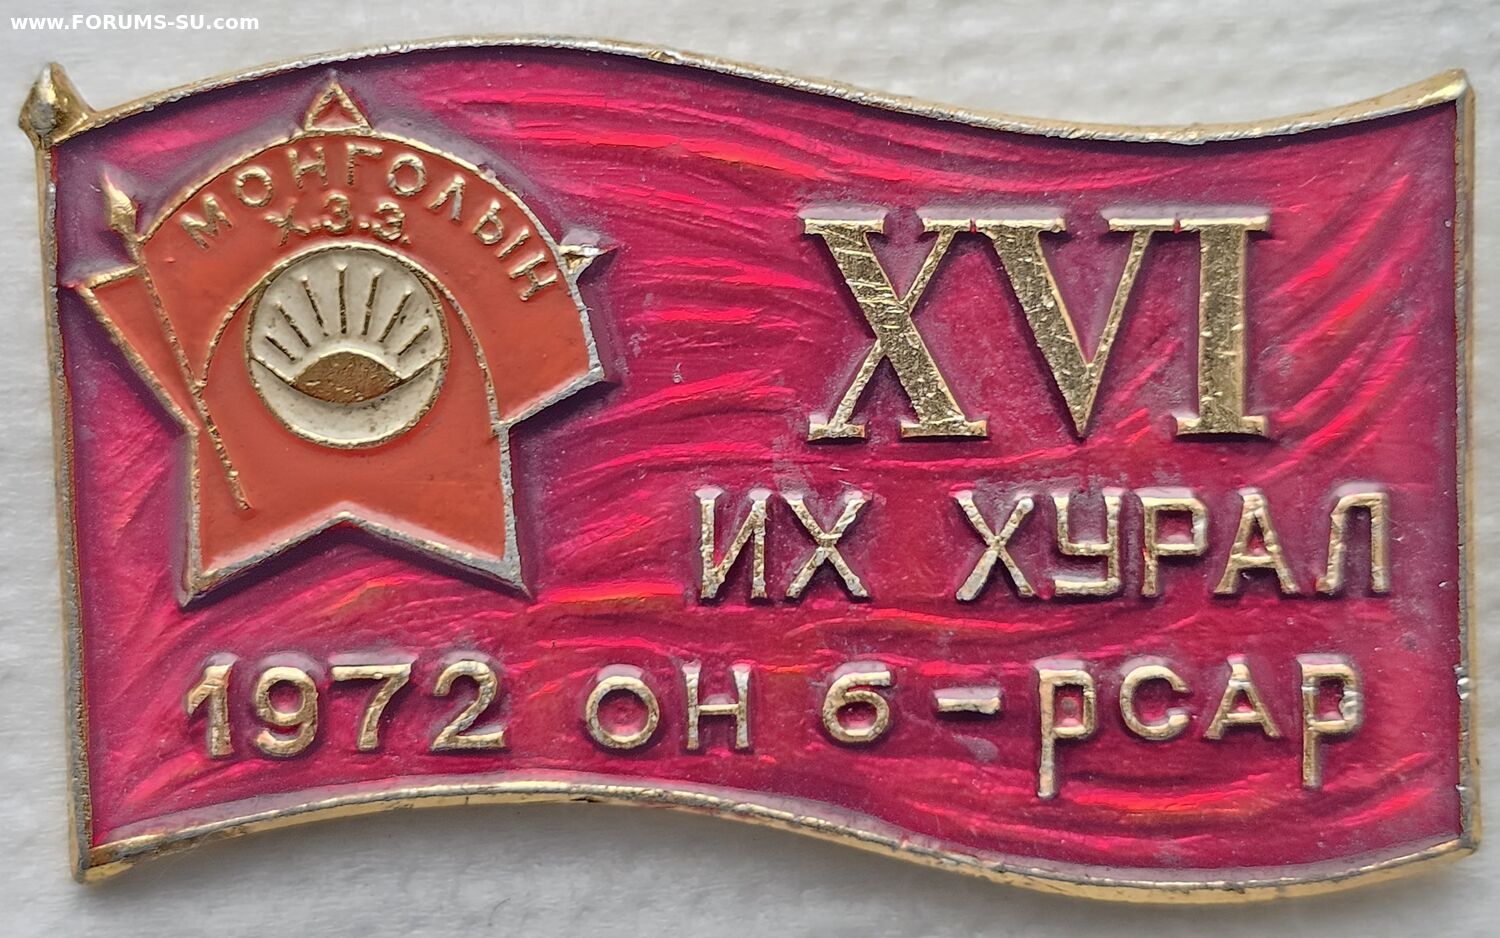 www.FORUMS-SU.com
МОНГОЛЫН
Х.З.Э.
XVI
ИХ ХУРАЛ
1972 ОН 6-РСАР